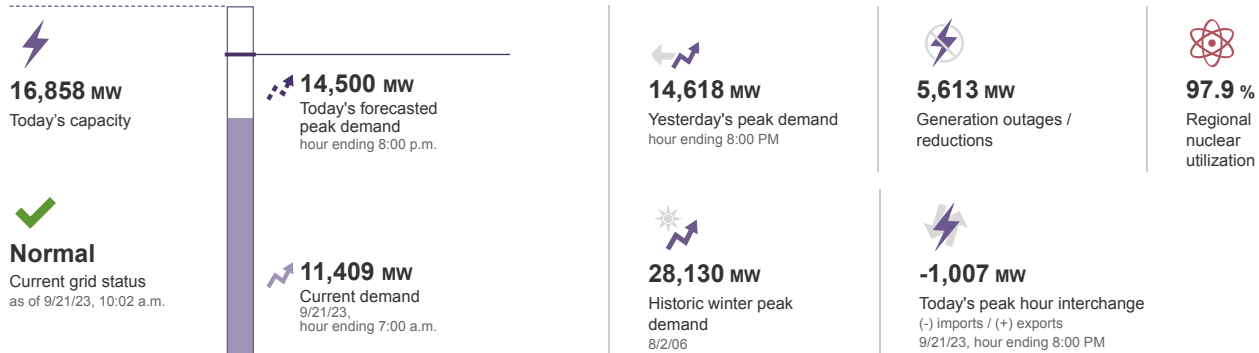 16,858 MW
Today's capacity
14,500 MW
Today's forecasted
peak demand
hour ending 8:00 p.m.
Normal
Current grid status
as of 9/21/23, 10:02 a.m.
11,409 MW
Current demand
9/21/23,
hour ending 7:00 a.m.
14,618 MW
Yesterday's peak demand
hour ending 8:00 PM
5,613 MW
Generation outages /
reductions
97.9 %
Regional
nuclear
utilization
28,130 MW
Historic winter peak
demand
8/2/06
-1,007 MW
Today's peak hour interchange
(-) imports / (+) exports
9/21/23, hour ending 8:00 PM